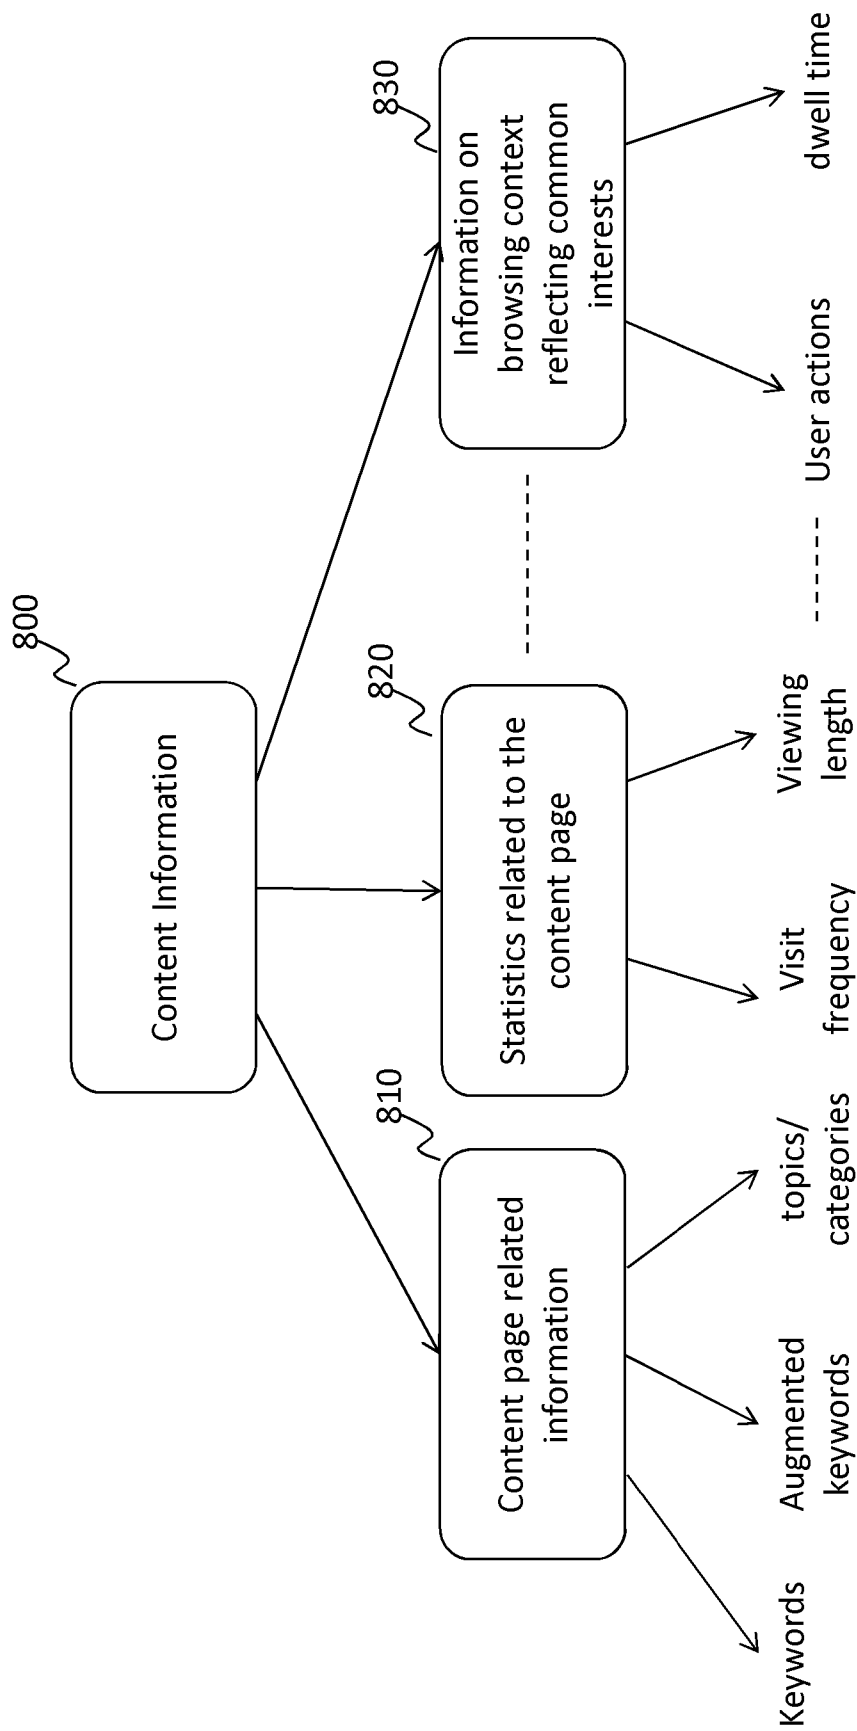 800
Content Information
810
820
830
Content page related
information
Statistics related to the
content page
Information on
browsing context
reflecting common
interests
Keywords
Augmented
keywords
topics/
categories
Visit
frequency
Viewing
length
User actions
dwell time